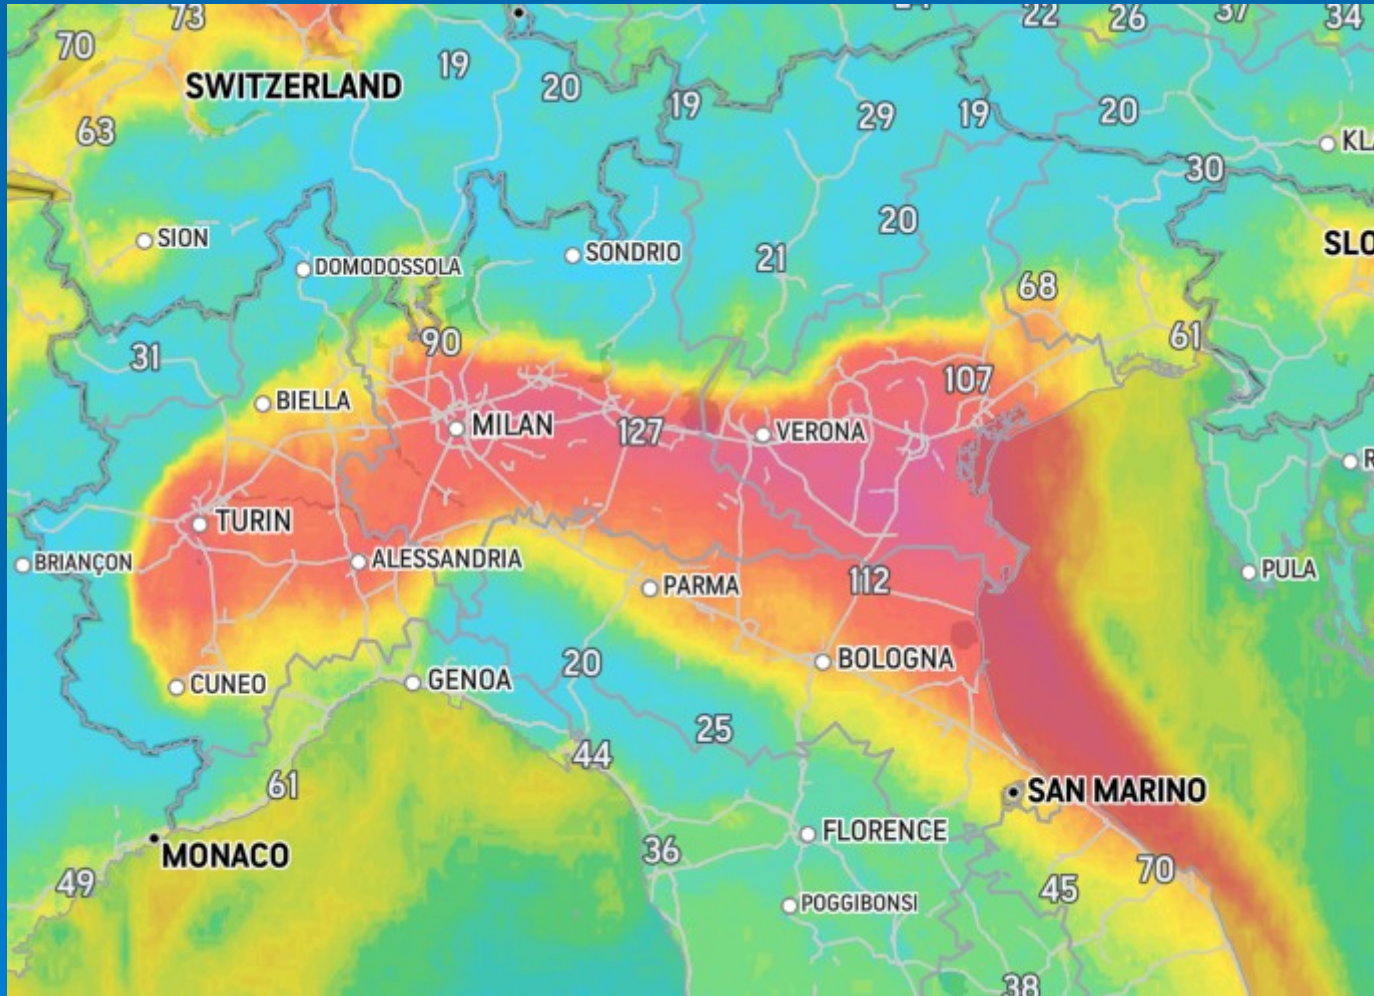 73
22
26
37
34
70
19
20
SWITZERLAND
19
29
19
20
63
KLA
30
20
SION
SLO
SONDRIO
21
DOMODOSSOLA
68
61
90
31
107
BIELLA
MILAN
127
VERONA
R
TURIN
ALESSANDRIA
BRIANÇON
PULA
112
PARMA
BOLOGNA
20
GENOA
CUNEO
25
44
61
SAN MARINO
FLORENCE
MONACO
36
70
49
45
POGGIBONSI
38